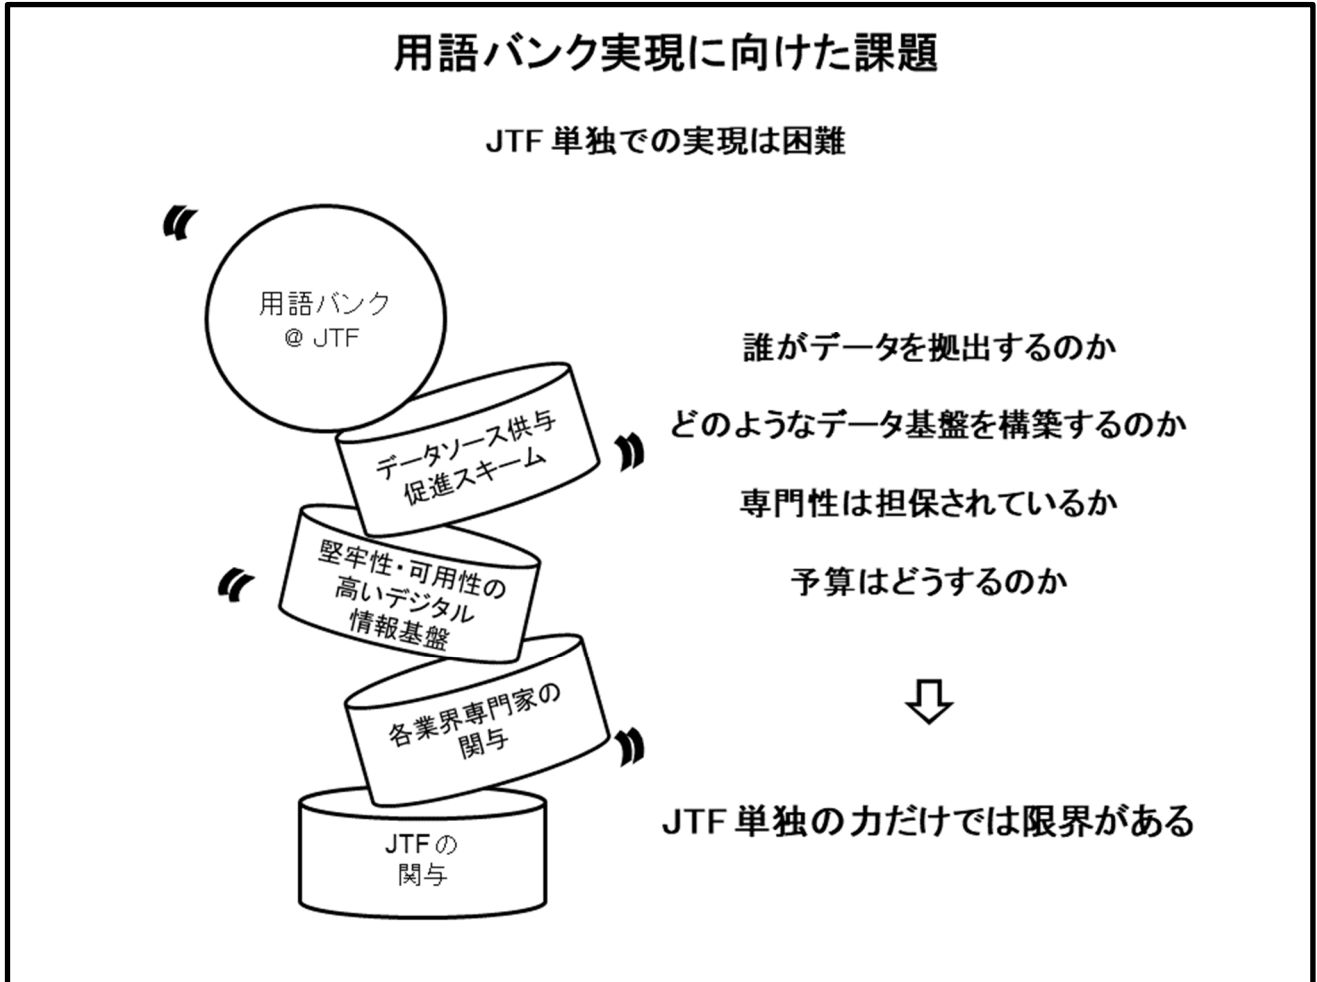 用語バンク実現に向けた課題
JTF 単独での実現は困難
用語バンク
@ JTF
データソース供与
促進スキーム
堅牢性・可用性の
高いデジタル
情報基盤
各業界専門家の
関与
JTFの
関与
誰がデータを拠出するのか
どのようなデータ基盤を構築するのか
専門性は担保されているか
予算はどうするのか
JTF 単独の力だけでは限界がある